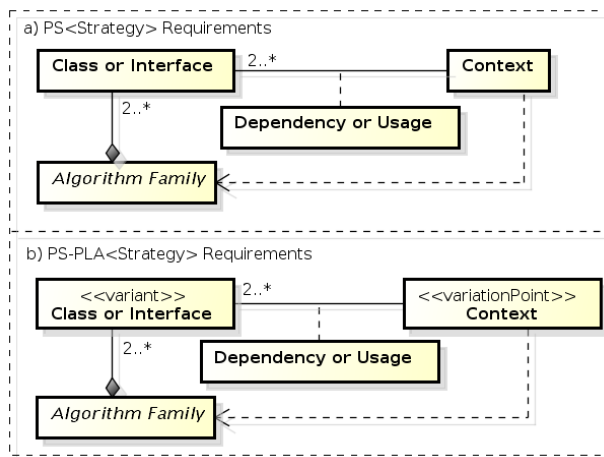 a) PS<Strategy> Requirements
Class or Interface
2..*
Context
2..*
Dependency or Usage
Algorithm Family
b) PS-PLA<Strategy> Requirements
<<variant>>
Class or Interface
2..*
<<variationPoint>>
Context
2..*
Dependency or Usage
Algorithm Family